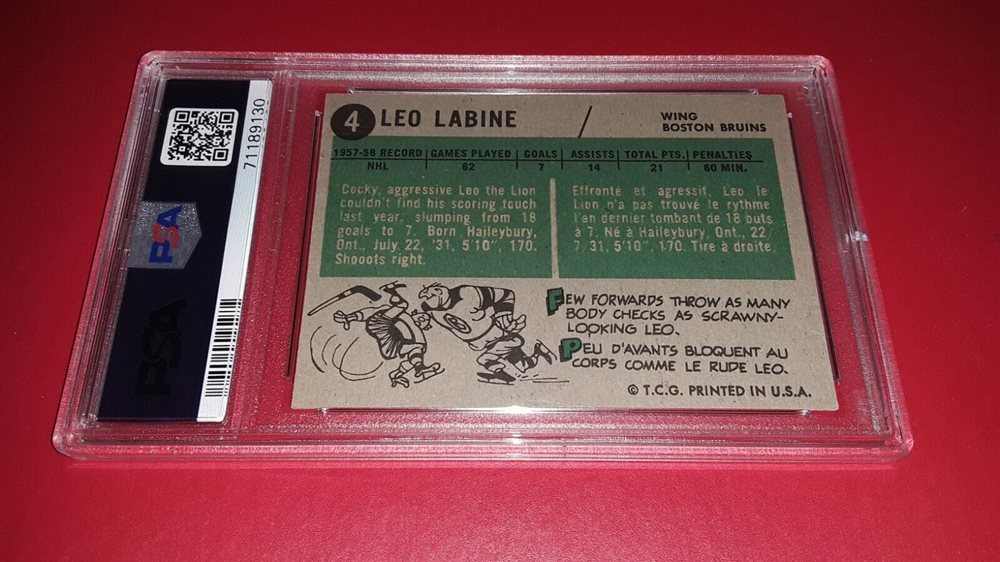 71189130
PSA
PSA
4 LEO LABINE / WING
BOSTON BRUINS
1957-58 RECORD GAMES PLAYED GOALS ASSISTS TOTAL PTS. PENALTIES
NHL 62 7 14 21 60 MIN.
Cocky, aggressive Leo the Lion
couldn't find his scoring touch
last year, slumping from 18
goals to 7. Born Haileybury,
Ont., July 22, '31, 5'10", 170.
Shooots right.
Effronté et agressif, Leo le
Lion n'a pas trouvé le rythme
l'an dernier tombant de 18 buts
à 7. Né à Haileybury, Ont., 22/
7/31, 5'10", 170. Tire à droite.
FEW FORWARDS THROW AS MANY
BODY CHECKS AS SCRAWNY-
LOOKING LEO.
PEU D'AVANTS BLOQUENT AU
CORPS COMME LE RUDE LEO.
© T.C.G. PRINTED IN U.S.A.